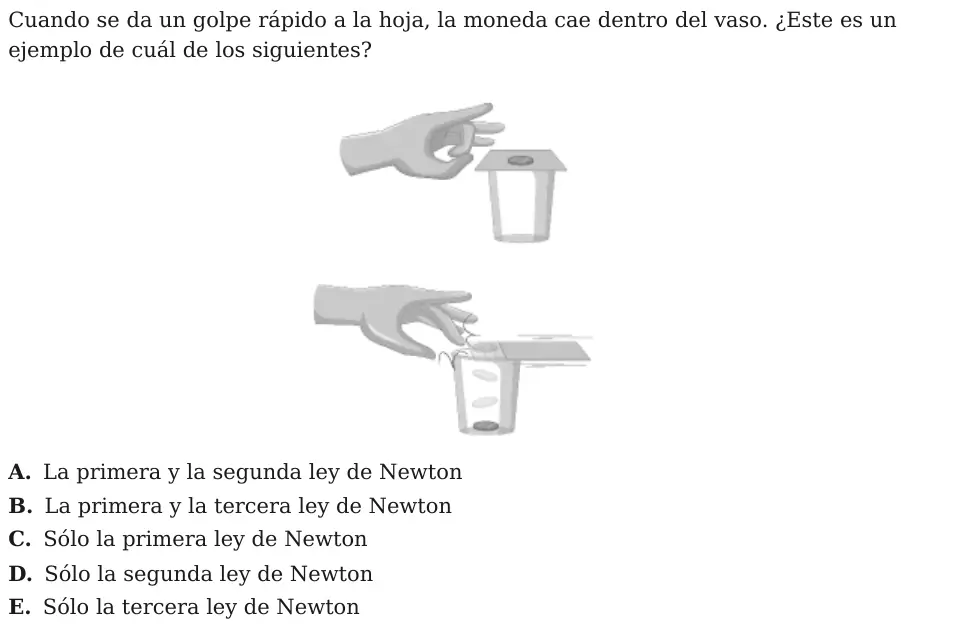 Cuando se da un golpe rápido a la hoja, la moneda cae dentro del vaso. ¿Este es un
ejemplo de cuál de los siguientes?
A. La primera y la segunda ley de Newton
B. La primera y la tercera ley de Newton
C. Sólo la primera ley de Newton
D. Sólo la segunda ley de Newton
E. Sólo la tercera ley de Newton